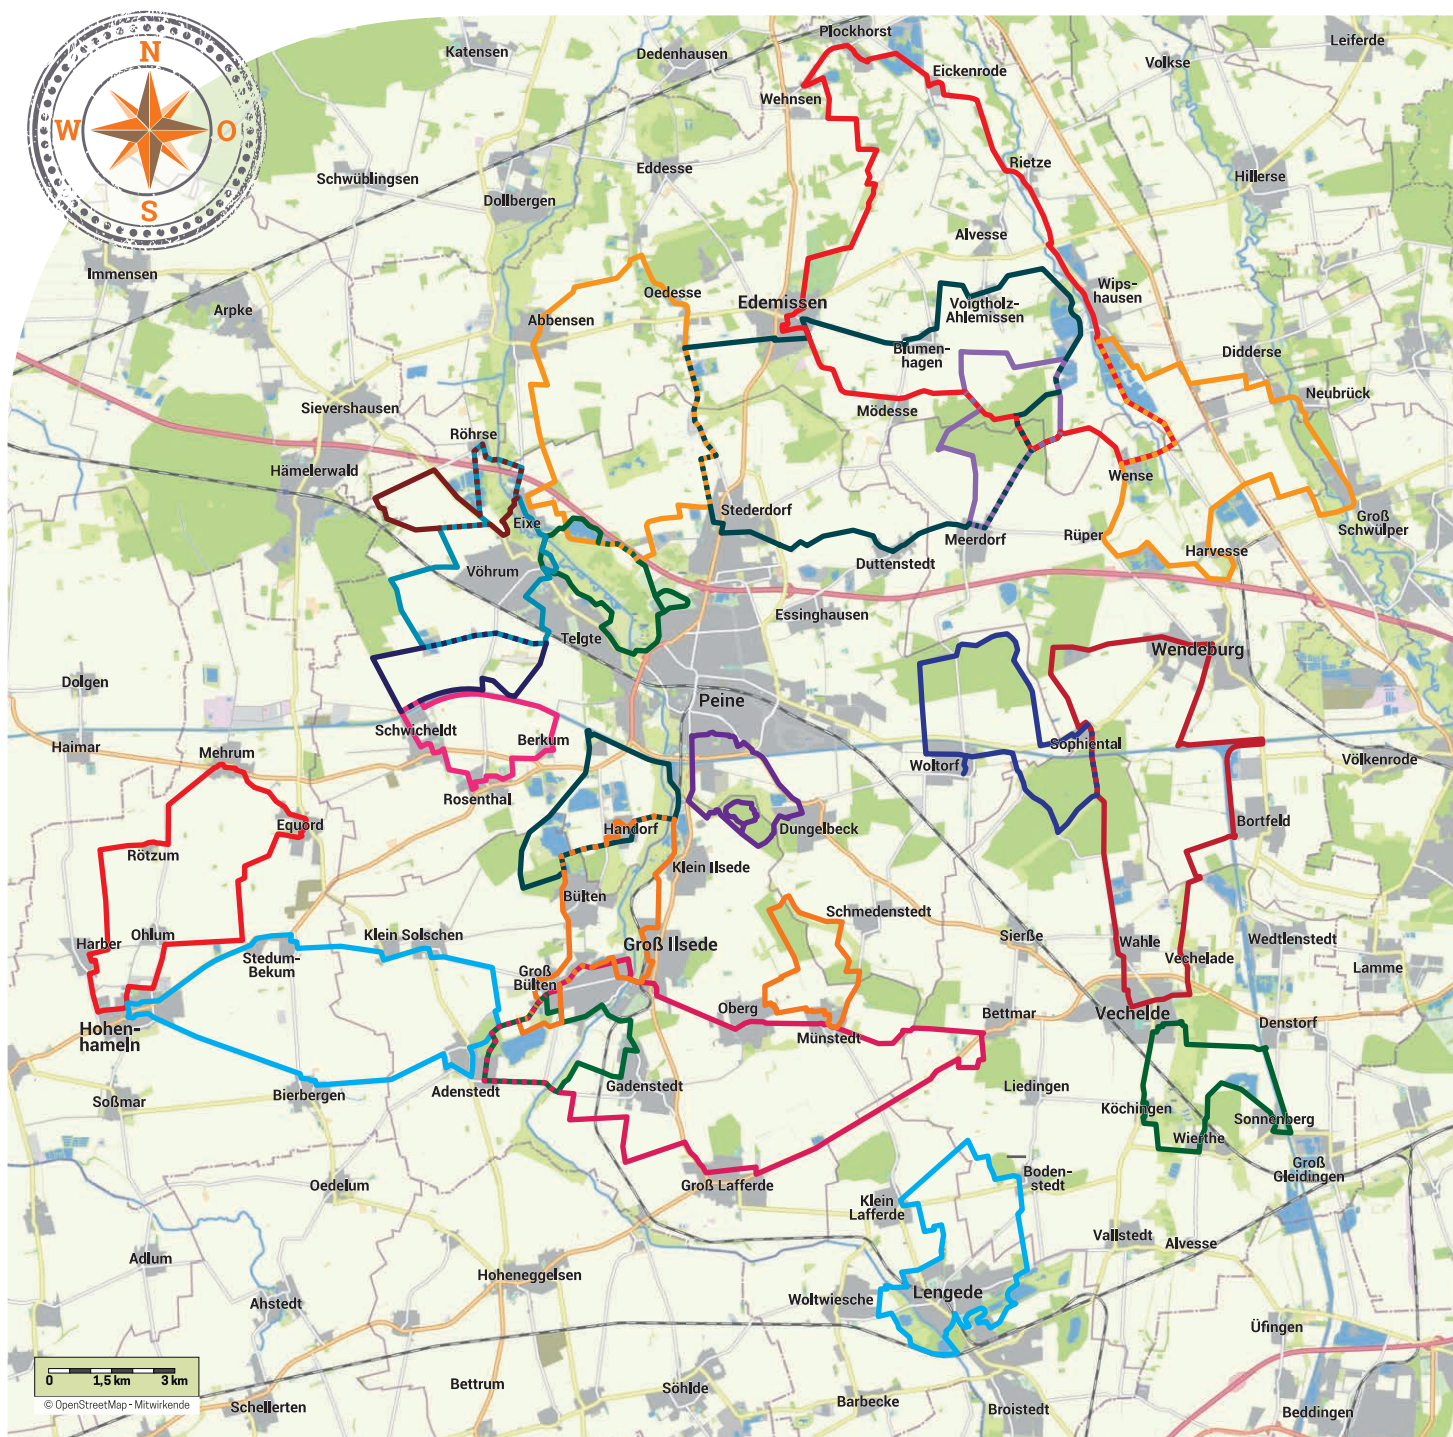 N
W
O
S
Plockhorst
Katensen
Dedenhausen
Leiferde
Volkse
Eickenrode
Wehnsen
Rietze
Schwüblingsen
Eddesse
Hillerse
Dollbergen
Alvesse
Immensen
Arpke
Oedesse
Edemissen
Voigtholz-
Ahlemissen
Wips-
hausen
Abbensen
Blumen-
hagen
Didderse
Neubrück
Sievershausen
Mödesse
Röhrse
Hämelerwald
Wense
Stederdorf
Eixe
Groß
Schwülper
Meerdorf
Rüper
Harvesse
Duttenstedt
Vöhrum
Essinghausen
Telgte
Wendeburg
Dolgen
Peine
Schwicheldt
Berkum
Sophiental
Haimar
Mehrum
Woltorf
Völkenrode
Rosenthal
Equord
Handorf
Dungelbeck
Bortfeld
Rötzum
Klein Ilsede
Bülten
Schmedenstedt
Ohlum
Harber
Klein Solschen
Groß Ilsede
Sierße
Wahle
Wedtlenstedt
Stedum-
Bekum
Vechelade
Lamme
Groß
Bülten
Oberg
Bettmar
Vechelde
Denstorf
Hohen-
hameln
Münstedt
Bierbergen
Adenstedt
Gadenstedt
Liedingen
Soßmar
Köchingen
Sonnenberg
Wierthe
Groß
Gleidingen
Boden-
stedt
Oedelum
Groß Lafferde
Klein
Lafferde
Vallstedt
Alvesse
Adlum
Hoheneggelsen
Ahstedt
Woltwiesche
Lengede
Üfingen
0 1,5 km 3 km
© OpenStreetMap - Mitwirkende
Bettrum
Söhlde
Barbecke
Schellerten
Broistedt
Beddingen